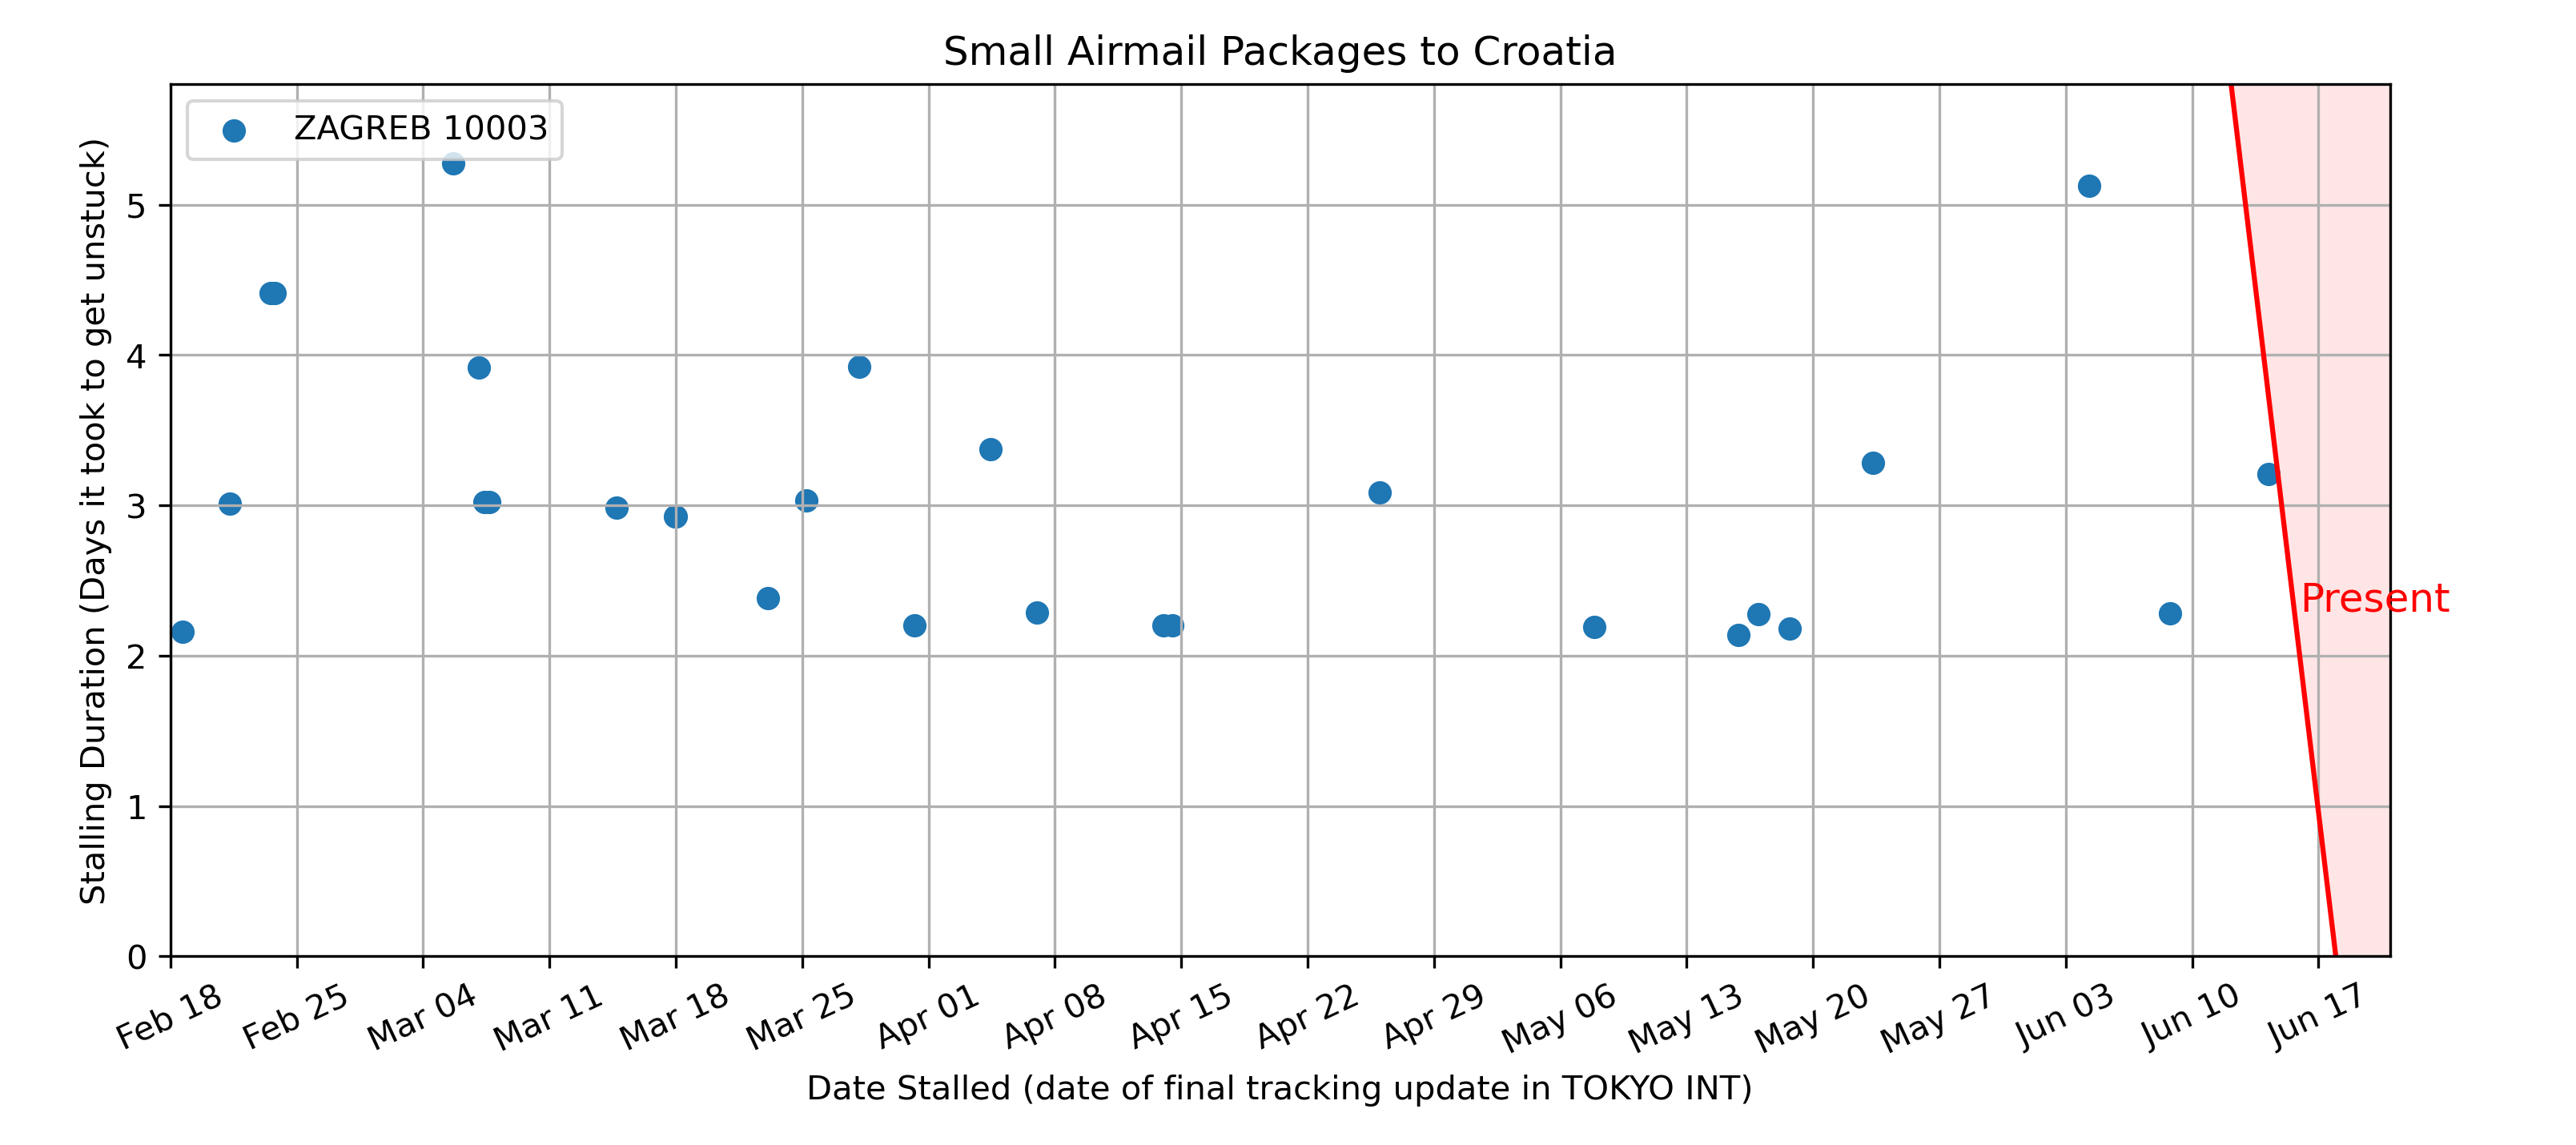 Small Airmail Packages to Croatia
ZAGREB 10003
Stalling Duration (Days it took to get unstuck)
5
4
3
2
1
0
Present
Feb 18
Feb 25
Mar 04
Mar 11
Mar 18
Mar 25
Apr 01
Apr 08
Apr 15
Apr 22
Apr 29
May 06
May 13
May 20
May 27
Jun 03
Jun 10
Jun 17
Date Stalled (date of final tracking update in TOKYO INT)